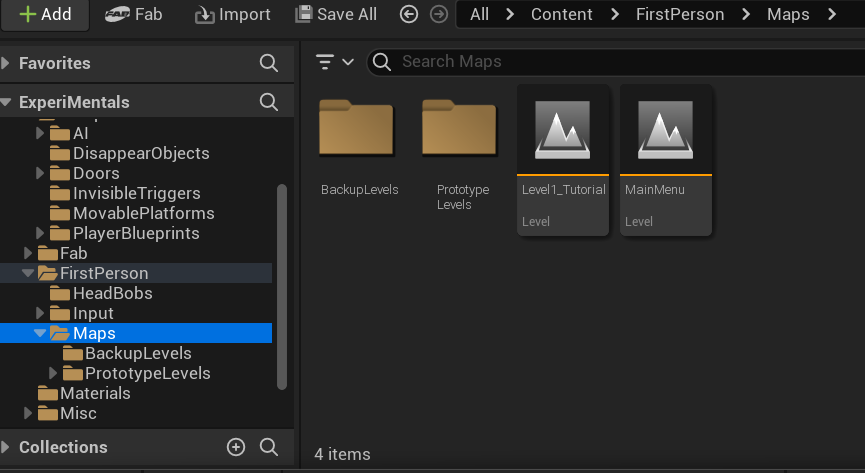 Add
Fab
Import
Save All
All
Content
FirstPerson
Maps
Favorites
ExperiMentals
AI
DisappearObjects
Doors
InvisibleTriggers
MovablePlatforms
PlayerBlueprints
Fab
FirstPerson
HeadBobs
Input
Maps
BackupLevels
PrototypeLevels
Materials
Misc
Collections
Search Maps
BackupLevels
Prototype
Levels
Level1_Tutorial
Level
MainMenu
Level
4 items